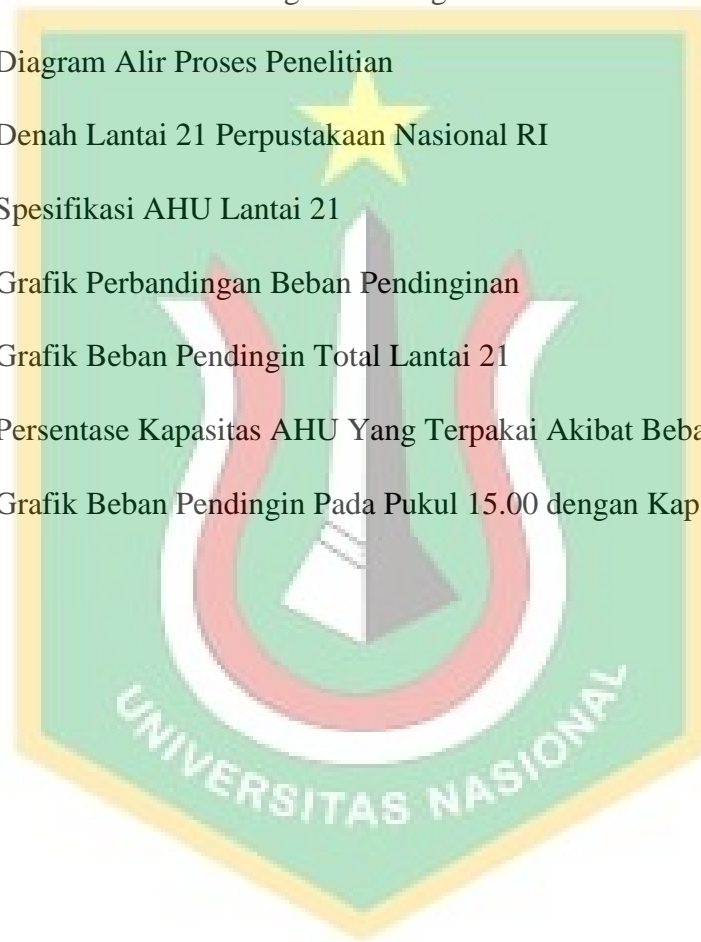 Diagram Alir Proses Penelitian
Denah Lantai 21 Perpustakaan Nasional RI
Spesifikasi AHU Lantai 21
Grafik Perbandingan Beban Pendinginan
Grafik Beban Pendingin Total Lantai 21
Persentase Kapasitas AHU Yang Terpakai Akibat
Grafik Beban Pendingin Pada Pukul 15.00 dengan
UNIVERSITAS NASIONAL